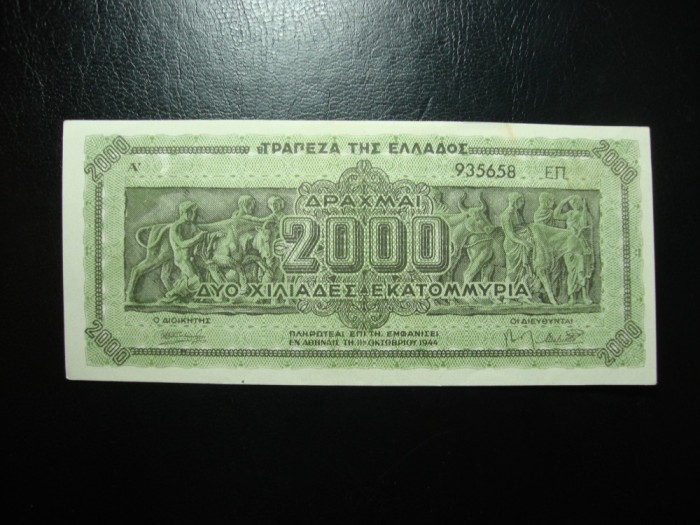 2000 ΤΡΑΠΕΖΑ ΤΗΣ ΕΛΛΑΔΟΣ 2000
Α' 935658 ΕΠ
ΔΡΑΧΜΑΙ
2000
ΔΥΟ ΧΙΛΙΑΔΕΣ ΕΚΑΤΟΜΜΥΡΙΑ
Ο ΔΙΟΙΚΗΤΗΣ ΟΙ ΔΙΕΥΘΥΝΤΑΙ
ΠΛΗΡΩΤΕΑΙ ΕΠΙ ΤΗ ΕΜΦΑΝΙΣΕΙ
2000 ΕΝ ΑΘΗΝΑΙΣ ΤΗ 11Η ΟΚΤΩΒΡΙΟΥ 1944 2000